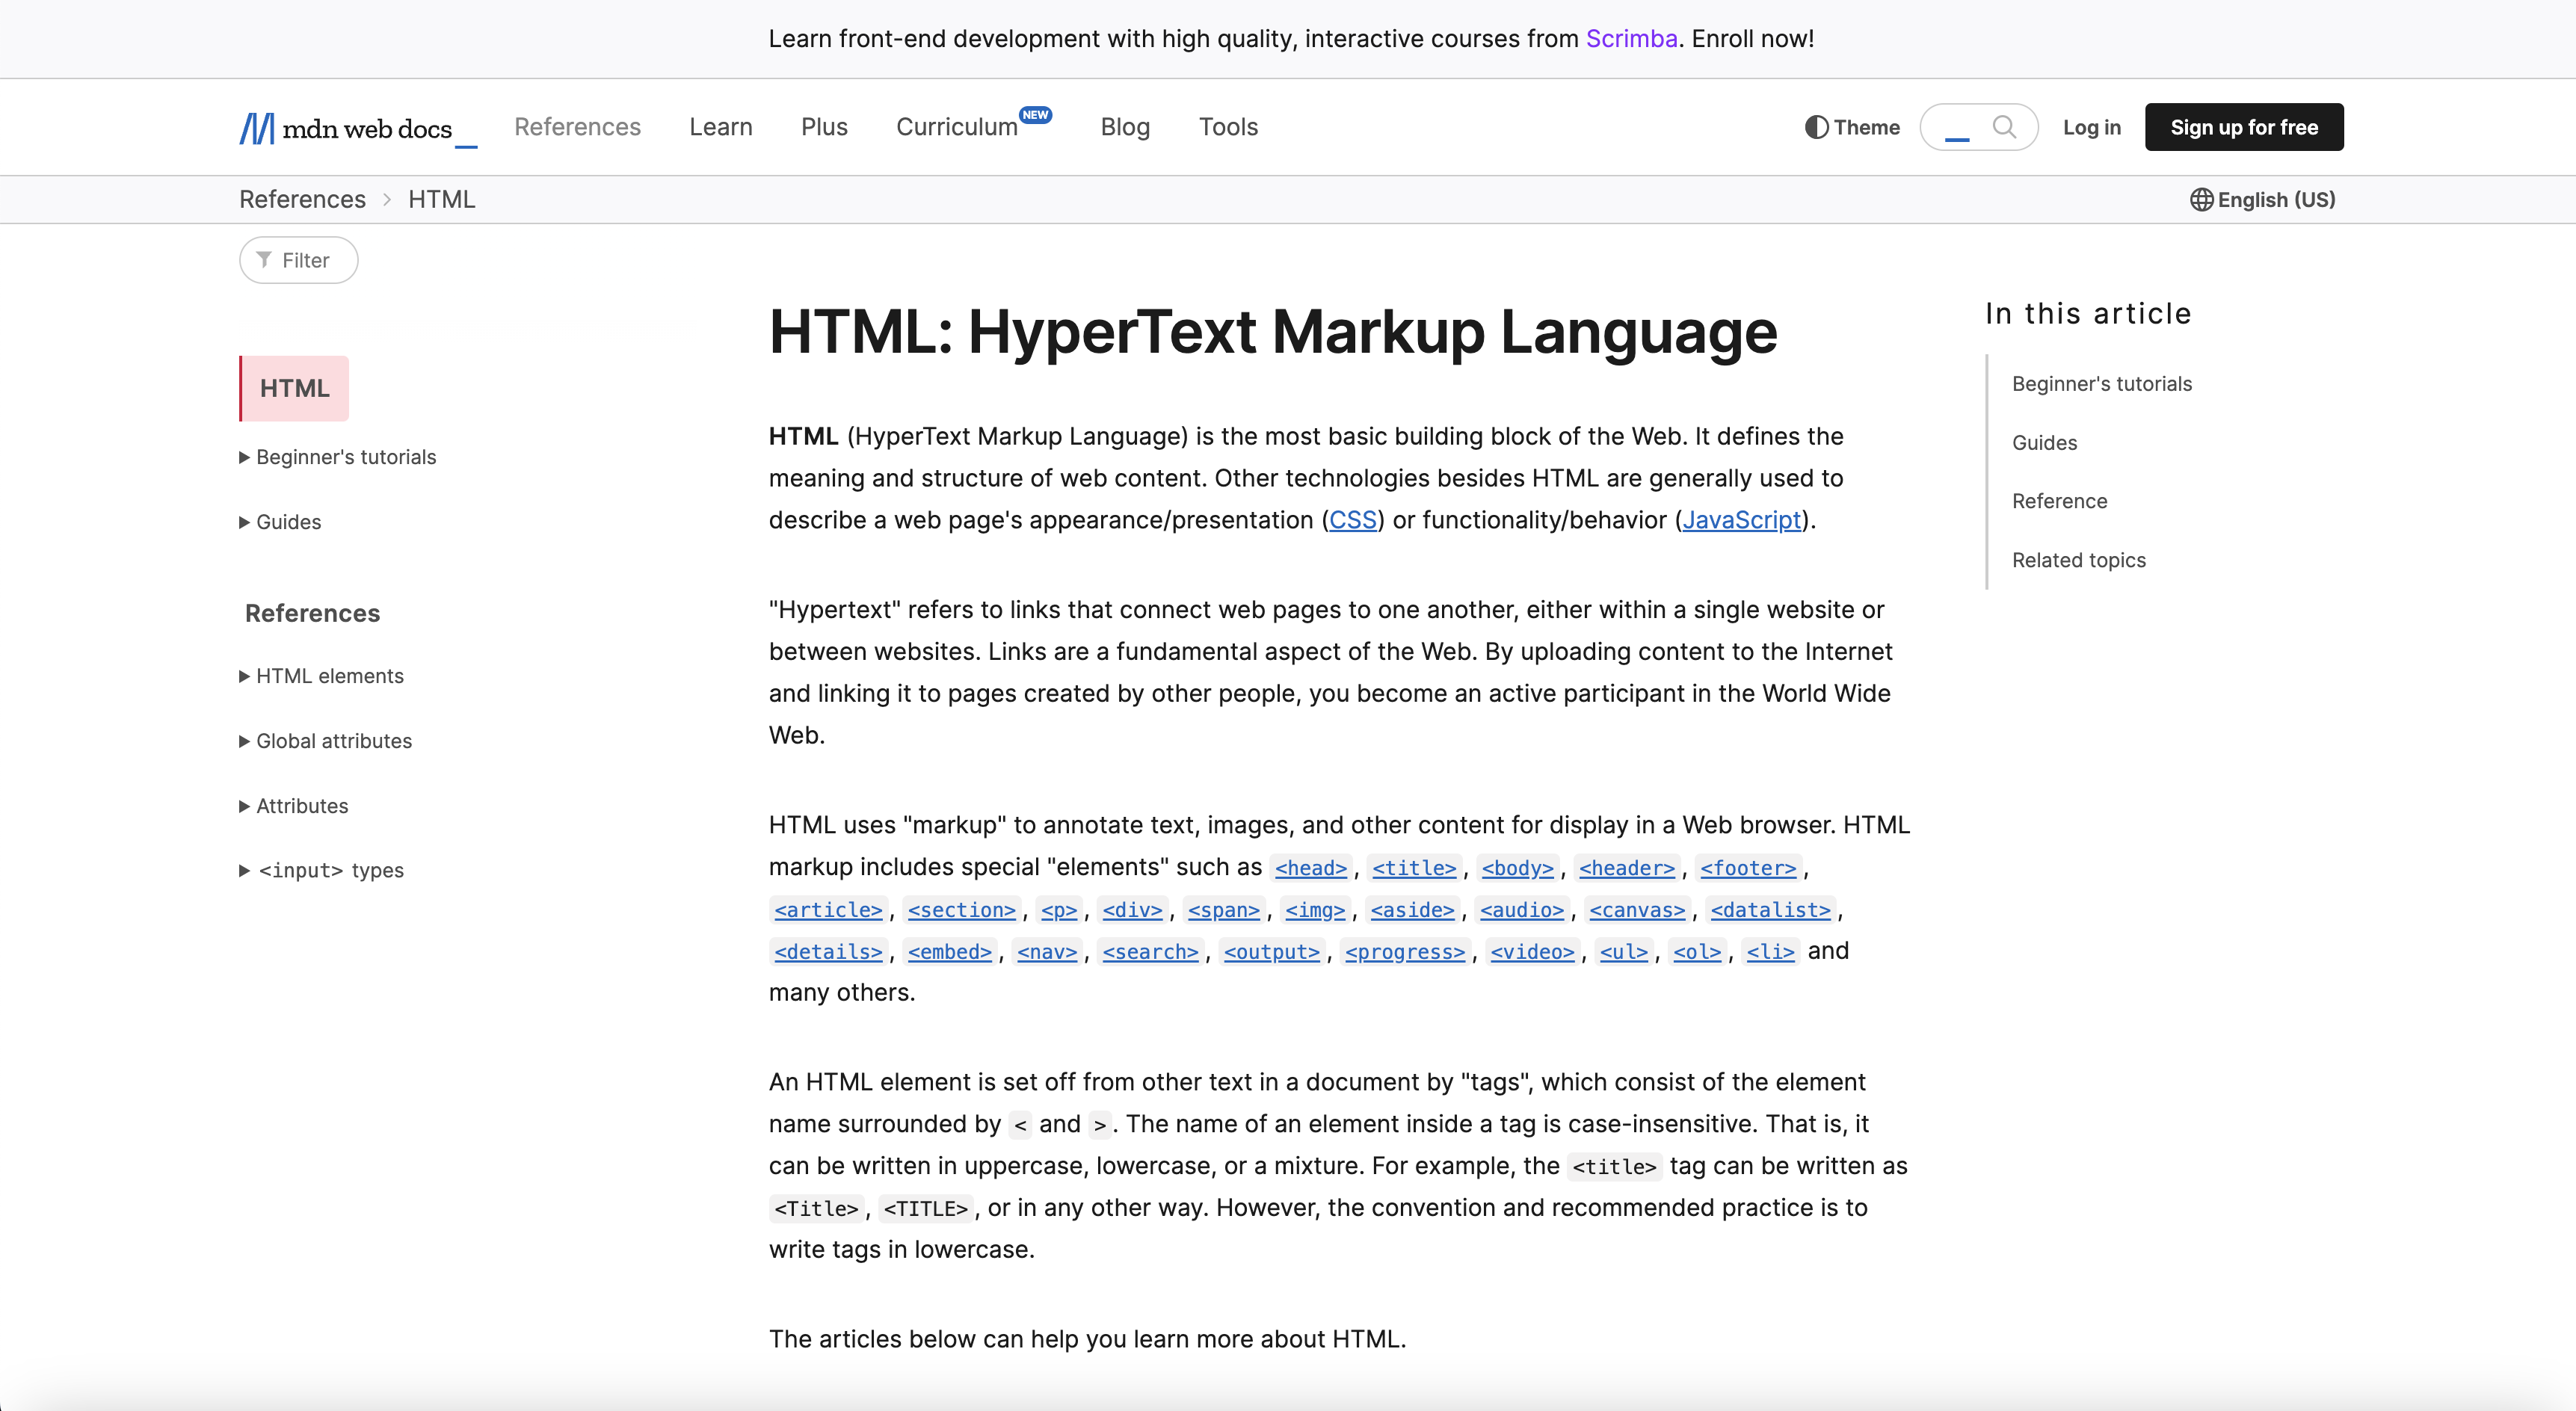 Learn front-end development with high quality, interactive courses from Scrimba. Enroll now!
mdn web docs_
References
Learn
Plus
Curriculum NEW
Blog
Tools
Theme
Log in
Sign up for free
References > HTML
English (US)
Filter
HTML
Beginner's tutorials
Guides
References
HTML elements
Global attributes
Attributes
<input> types
HTML: HyperText Markup Language
HTML (HyperText Markup Language) is the most basic building block of the Web. It defines the
meaning and structure of web content. Other technologies besides HTML are generally used to
describe a web page's appearance/presentation (CSS) or functionality/behavior (JavaScript).
"Hypertext" refers to links that connect web pages to one another, either within a single website or
between websites. Links are a fundamental aspect of the Web. By uploading content to the Internet
and linking it to pages created by other people, you become an active participant in the World Wide
Web.
HTML uses "markup" to annotate text, images, and other content for display in a Web browser. HTML
markup includes special "elements" such as <head>, <title>, <body>, <header>, <footer>,
<article>, <section>, <p>, <div>, <span>, <img>, <aside>, <audio>, <canvas>, <datalist>,
<details>, <embed>, <nav>, <search>, <output>, <progress>, <video>, <ul>, <ol>, <li> and
many others.
An HTML element is set off from other text in a document by "tags", which consist of the element
name surrounded by < and >. The name of an element inside a tag is case-insensitive. That is, it
can be written in uppercase, lowercase, or a mixture. For example, the <title> tag can be written as
<Title>, <TITLE>, or in any other way. However, the convention and recommended practice is to
write tags in lowercase.
The articles below can help you learn more about HTML.
In this article
Beginner's tutorials
Guides
Reference
Related topics